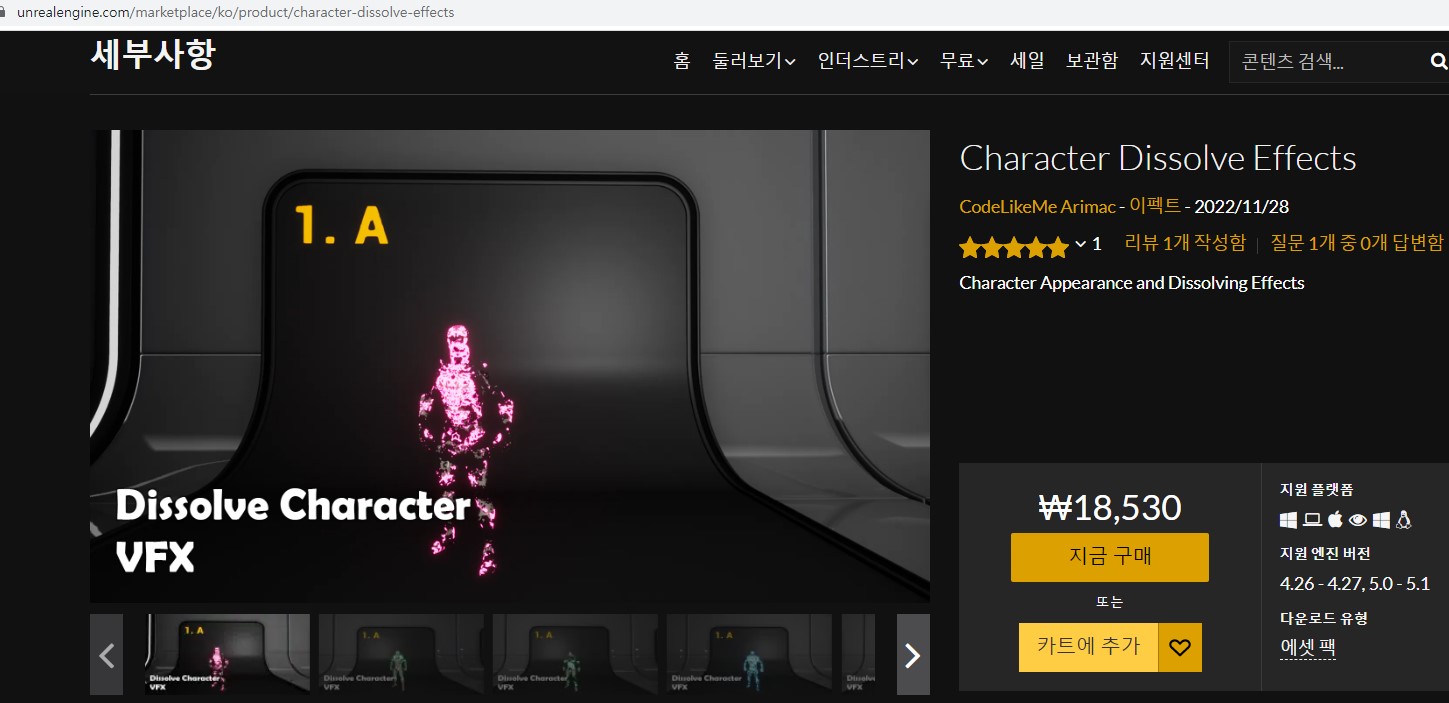 unrealengine.com/marketplace/ko/product/character-dissolve-effects
세부사항
홈 둘러보기 인더스트리 무료 세일 보관함 지원센터 콘텐츠 검색...
1. A
Dissolve Character
VFX
Character Dissolve Effects
CodeLikeMe Arimac - 이펙트 - 2022/11/28
1 리뷰 1개 작성함 질문 1개 중 0개 답변함
Character Appearance and Dissolving Effects
₩18,530
지금 구매
또는
카트에 추가
지원 플랫폼
지원 엔진 버전
4.26 - 4.27, 5.0 - 5.1
다운로드 유형
에셋 팩
1. A
Dissolve Character
VFX
1. A
Dissolve Character
VFX
1. A
Dissolve Character
VFX
1. A
Dissolve Character
VFX
Dissolv
VFX